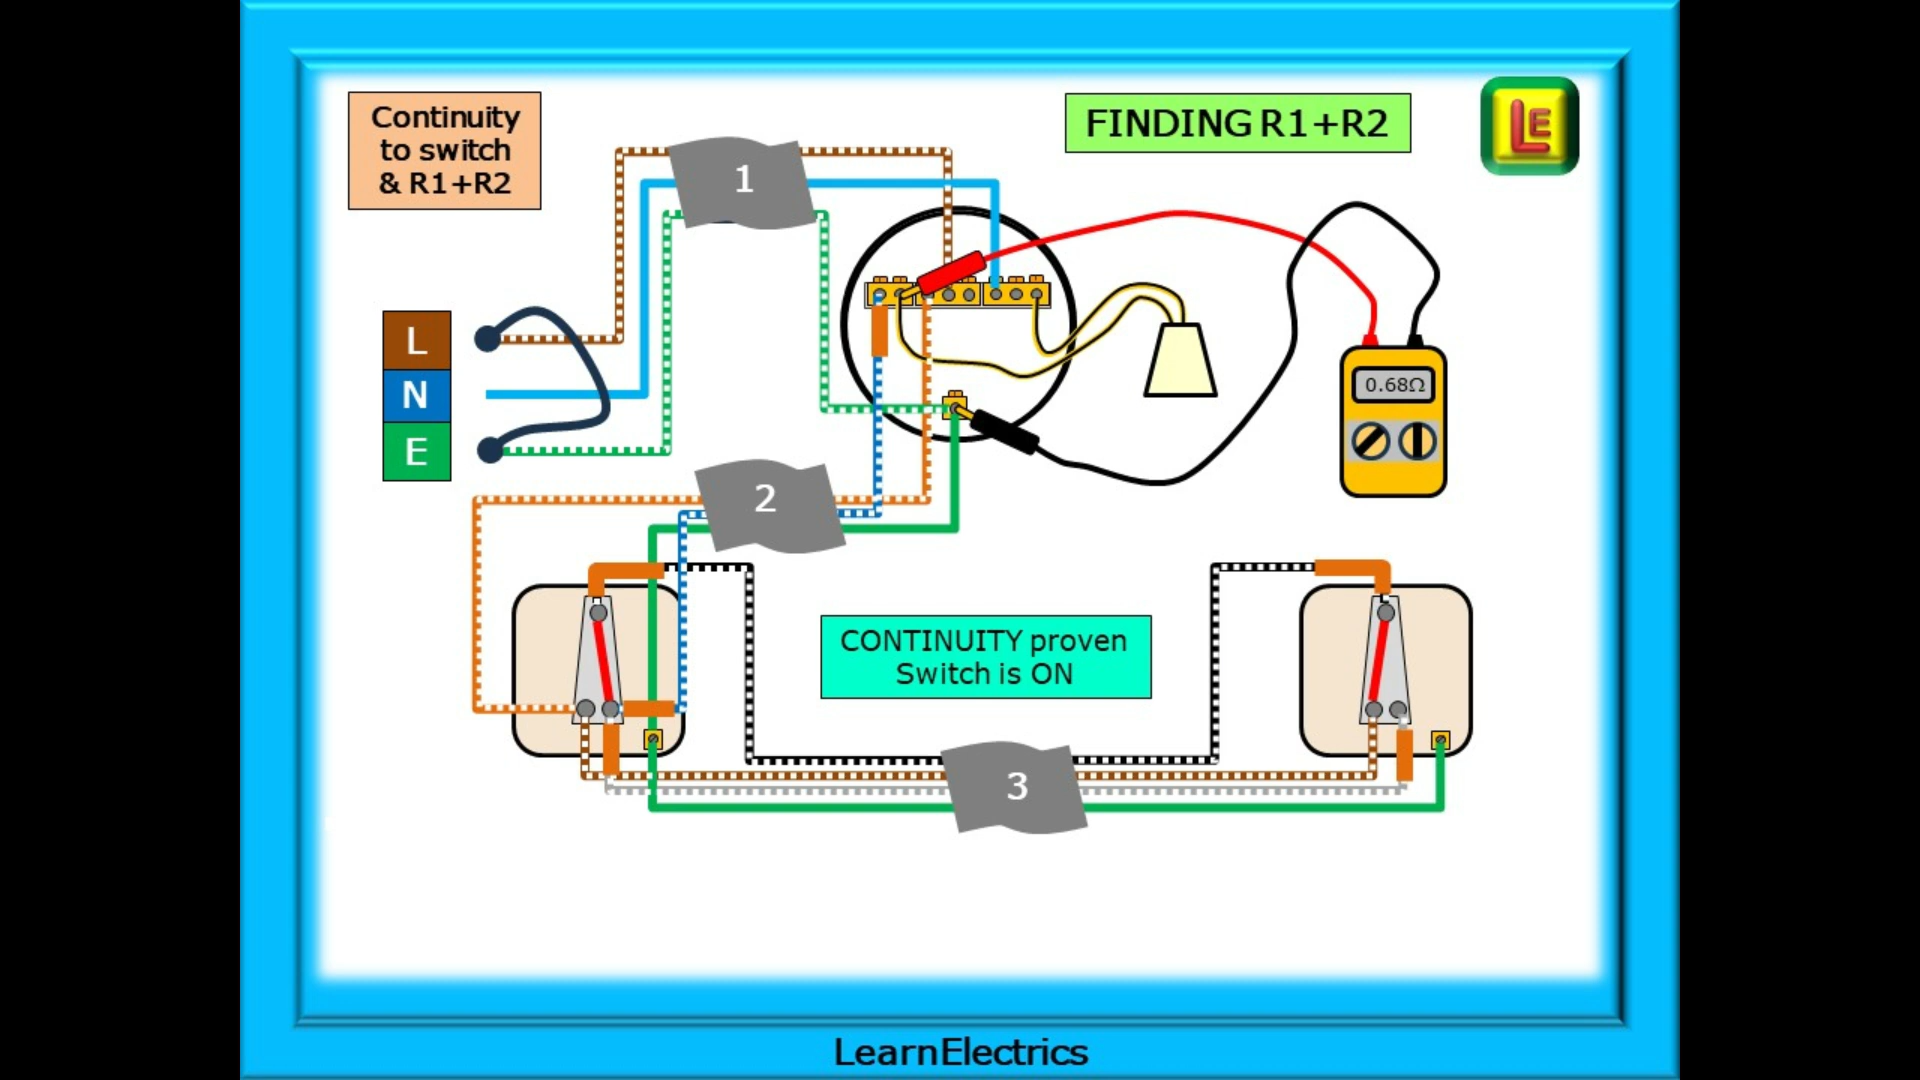 Continuity
to switch
& R1+R2
FINDING R1+R2
LE
1
L
N
E
0.68Ω
2
CONTINUITY proven
Switch is ON
3
LearnElectrics